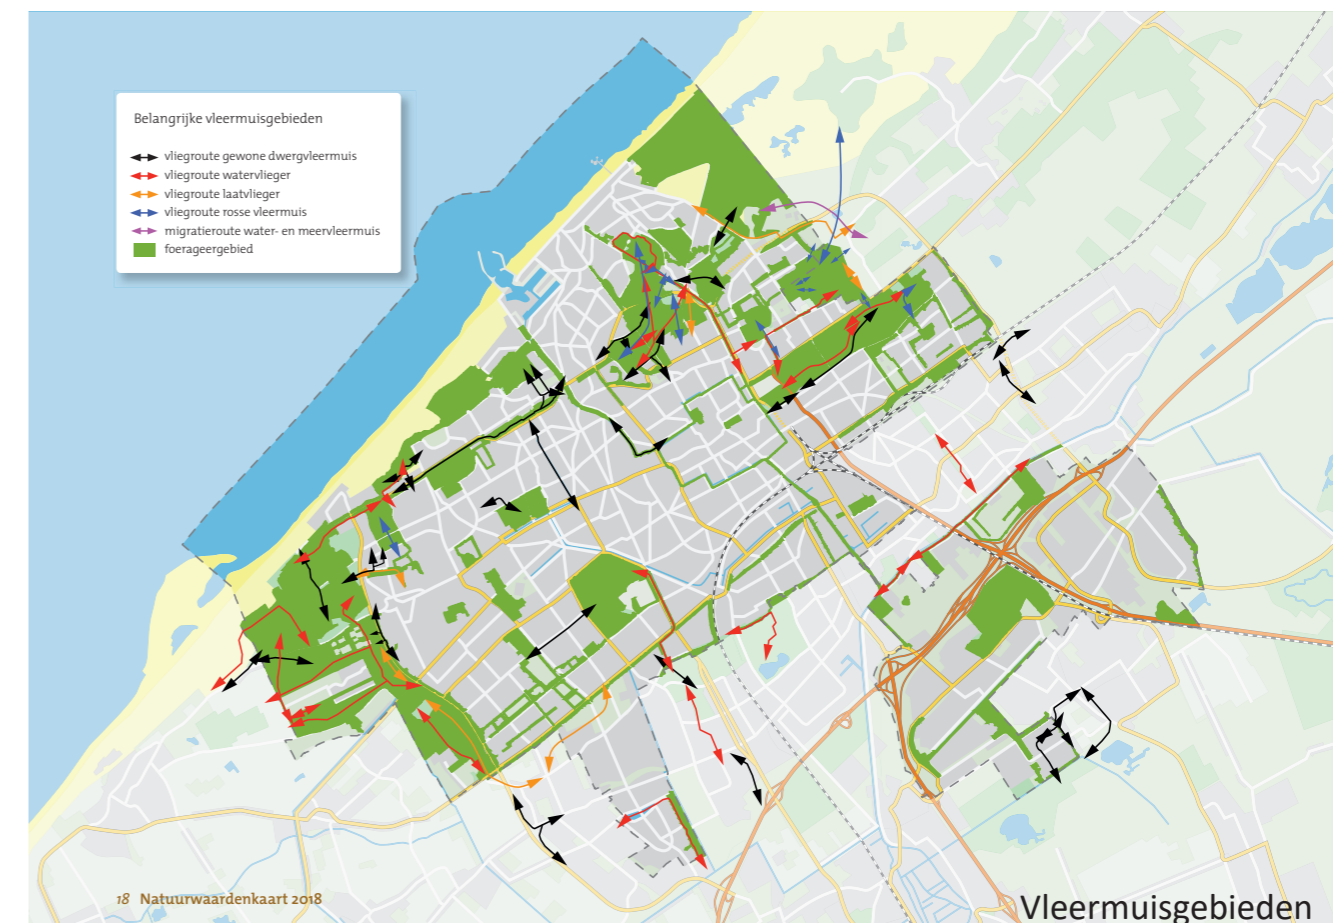 Belangrijke vleermuisgebieden
vliegroute gewone dwergvleermuis
vliegroute watervlieger
vliegroute laatvlieger
vliegroute rosse vleermuis
migratieroute water- en meervleermuis
foerageergebied
18 Natuurwaardenkaart 2018
Vleermuisgebieden